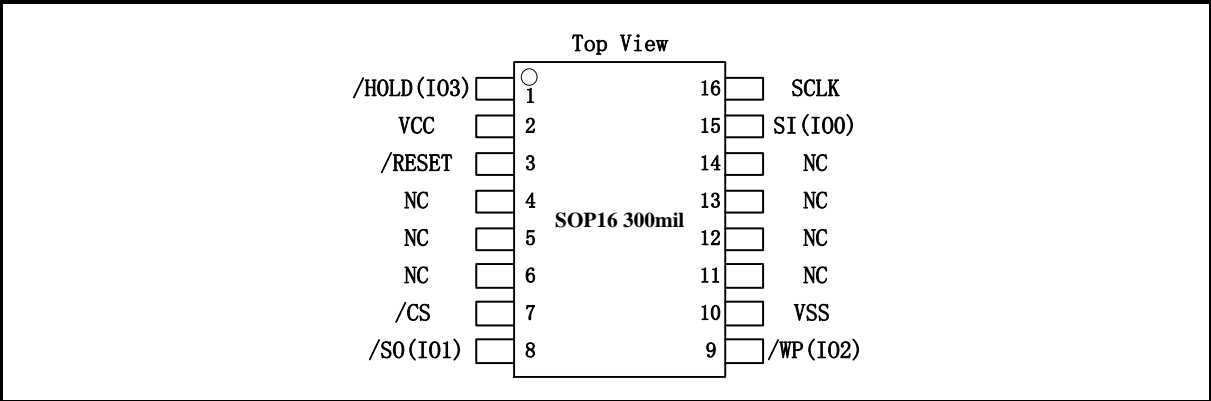 Top View
/HOLD(IO3) 1 16 SCLK
VCC 2 15 SI(IO0)
/RESET 3 14 NC
NC 4 13 NC
NC 5 SOP16 300mil 12 NC
NC 6 11 NC
/CS 7 10 VSS
/SO(IO1) 8 9 /WP(IO2)